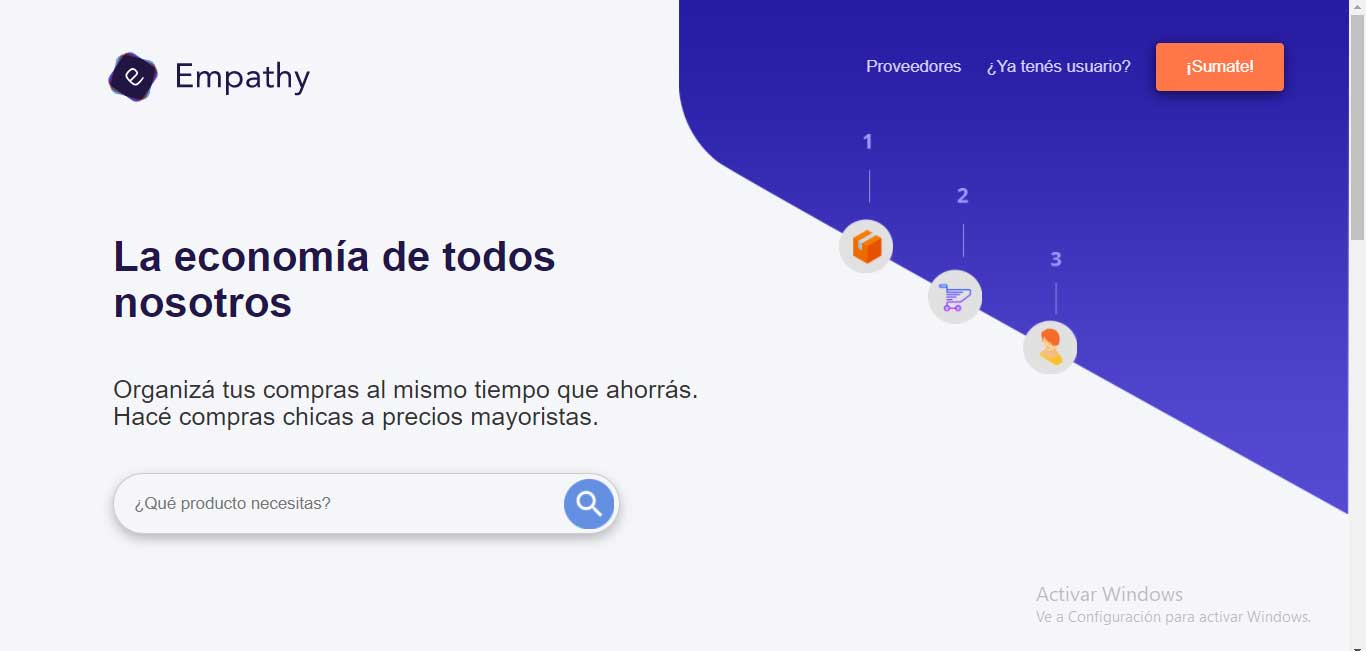 Empathy
Proveedores
¿Ya tenés usuario?
¡Sumate!
1
2
3
La economía de todos
nosotros
Organizá tus compras al mismo tiempo que ahorrás.
Hacé compras chicas a precios mayoristas.
¿Qué producto necesitas?
Activar Windows
Ve a Configuración para activar Windows.